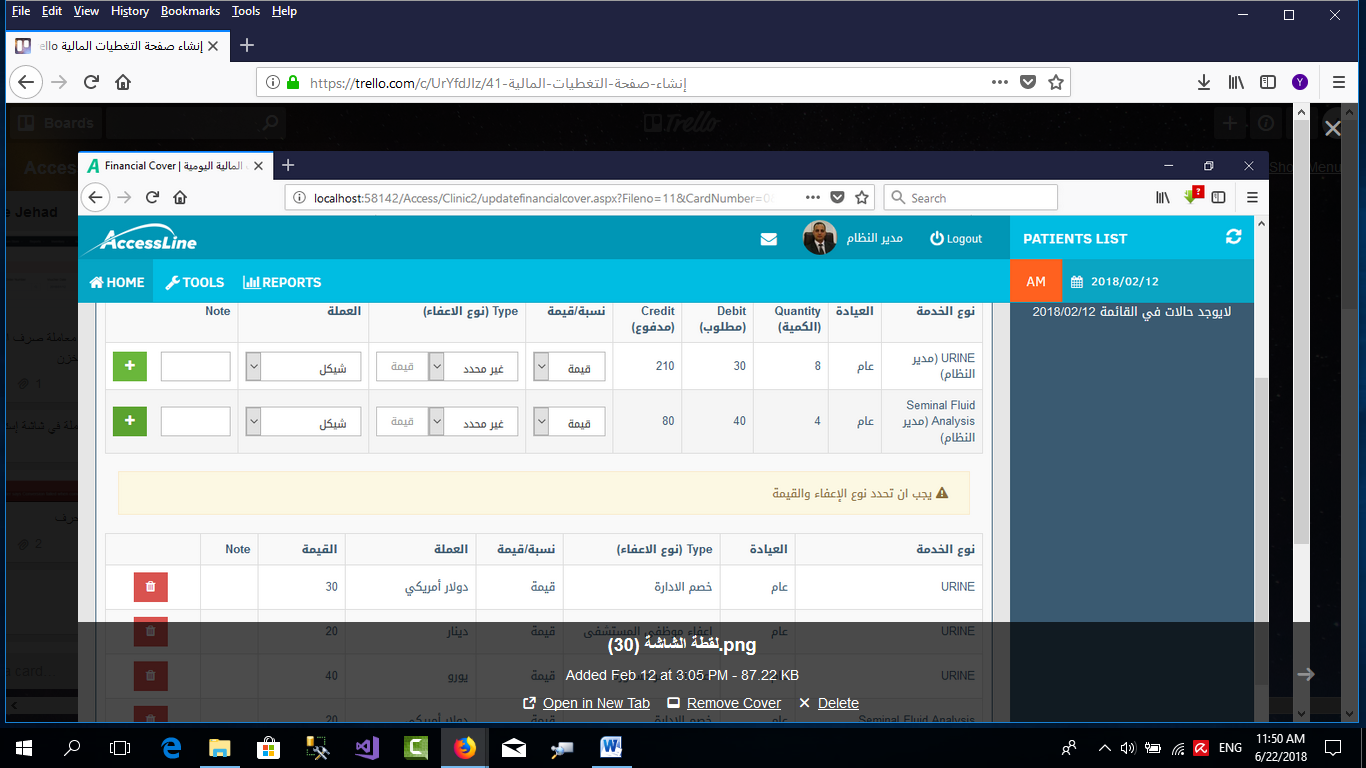 File Edit View History Bookmarks Tools Help
إنشاء صفحة التغطيات المالية
https://trello.com/c/UrYfdJIz/41-إنشاء-صفحة-التغطيات-المالية
Boards Trello
Show Menu
e Jehad
Financial Cover | المالية اليومية
localhost:58142/Access/Clinic2/updatefinancialcover.aspx?Fileno=11&CardNumber=0 Search
AccessLine مدير النظام Logout PATIENTS LIST
HOME TOOLS REPORTS AM 2018/02/12
لايوجد حالات في القائمة 2018/02/12
نوع الخدمة العيادة Quantity (الكمية) Debit (مطلوب) Credit (مدفوع) نسبة/قيمة Type (نوع الاعفاء) العملة Note
URINE (مدير النظام) عام 8 30 210 قيمة غير محدد قيمة شيكل
Seminal Fluid Analysis (مدير النظام) عام 4 40 80 قيمة غير محدد قيمة شيكل
يجب ان تحدد نوع الإعفاء والقيمة
نوع الخدمة العيادة Type (نوع الاعفاء) نسبة/قيمة العملة القيمة Note
URINE عام خصم الادارة قيمة دولار أمريكي 30
URINE عام اعفاء موظفي المستشفى قيمة دينار 20
URINE قيمة يورو 40
Seminal Fluid Analysis عام خصم الادارة قيمة دولار أمريكي 20
لقطة الشاشة (30).png
Added Feb 12 at 3:05 PM - 87.22 KB
Open in New Tab Remove Cover Delete
ENG
11:50 AM
6/22/2018